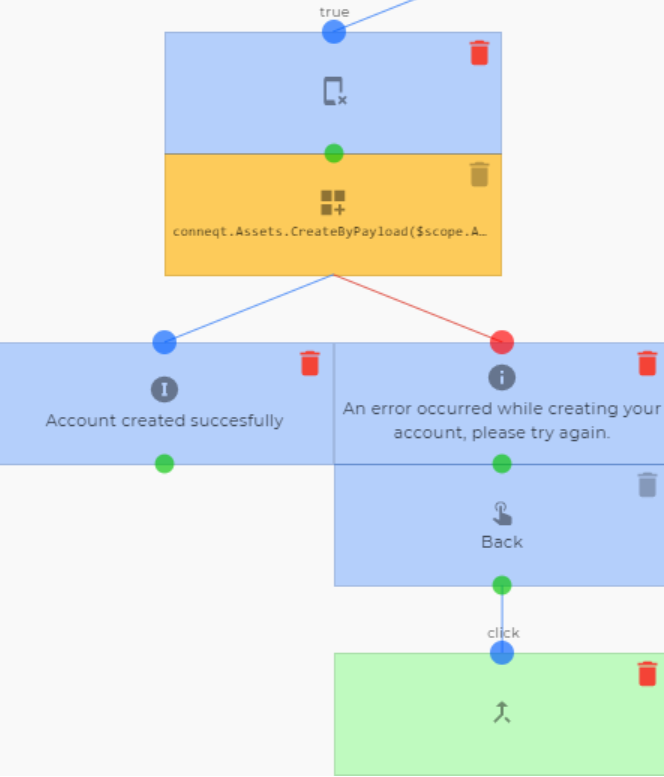 true
conneqt.Assets.CreateByPayload($scope.A…
Account created succesfully
An error occurred while creating your
account, please try again.
Back
click